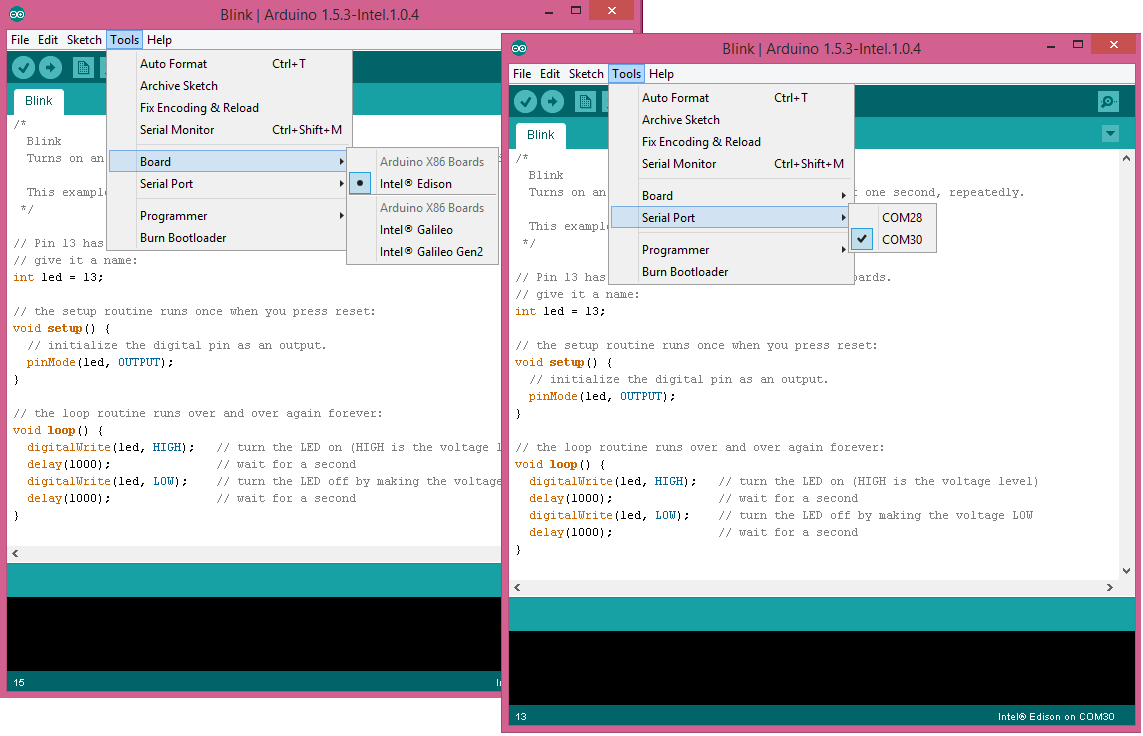 Blink | Arduino 1.5.3-Intel.1.0.4
File Edit Sketch Tools Help
Auto Format Ctrl+T
Archive Sketch
Fix Encoding & Reload
Serial Monitor Ctrl+Shift+M
Board
Serial Port
Programmer
Burn Bootloader
Arduino X86 Boards
Intel® Edison
Arduino X86 Boards
Intel® Galileo
Intel® Galileo Gen2
Blink
/*
Blink
Turns on an
This example
*/
// Pin 13 has
// give it a name:
int led = 13;
// the setup routine runs once when you press reset:
void setup() {
// initialize the digital pin as an output.
pinMode(led, OUTPUT);
}
// the loop routine runs over and over again forever:
void loop() {
digitalWrite(led, HIGH); // turn the LED on (HIGH is the voltage l
delay(1000); // wait for a second
digitalWrite(led, LOW); // turn the LED off by making the voltage
delay(1000); // wait for a second
}
15
Blink | Arduino 1.5.3-Intel.1.0.4
File Edit Sketch Tools Help
Auto Format Ctrl+T
Archive Sketch
Fix Encoding & Reload
Serial Monitor Ctrl+Shift+M
Board
Serial Port
Programmer
Burn Bootloader
COM28
COM30
Blink
/*
Blink
Turns on an one second, repeatedly.
This example
*/
// Pin 13 has ards.
// give it a name:
int led = 13;
// the setup routine runs once when you press reset:
void setup() {
// initialize the digital pin as an output.
pinMode(led, OUTPUT);
}
// the loop routine runs over and over again forever:
void loop() {
digitalWrite(led, HIGH); // turn the LED on (HIGH is the voltage level)
delay(1000); // wait for a second
digitalWrite(led, LOW); // turn the LED off by making the voltage LOW
delay(1000); // wait for a second
}
13 Intel® Edison on COM30